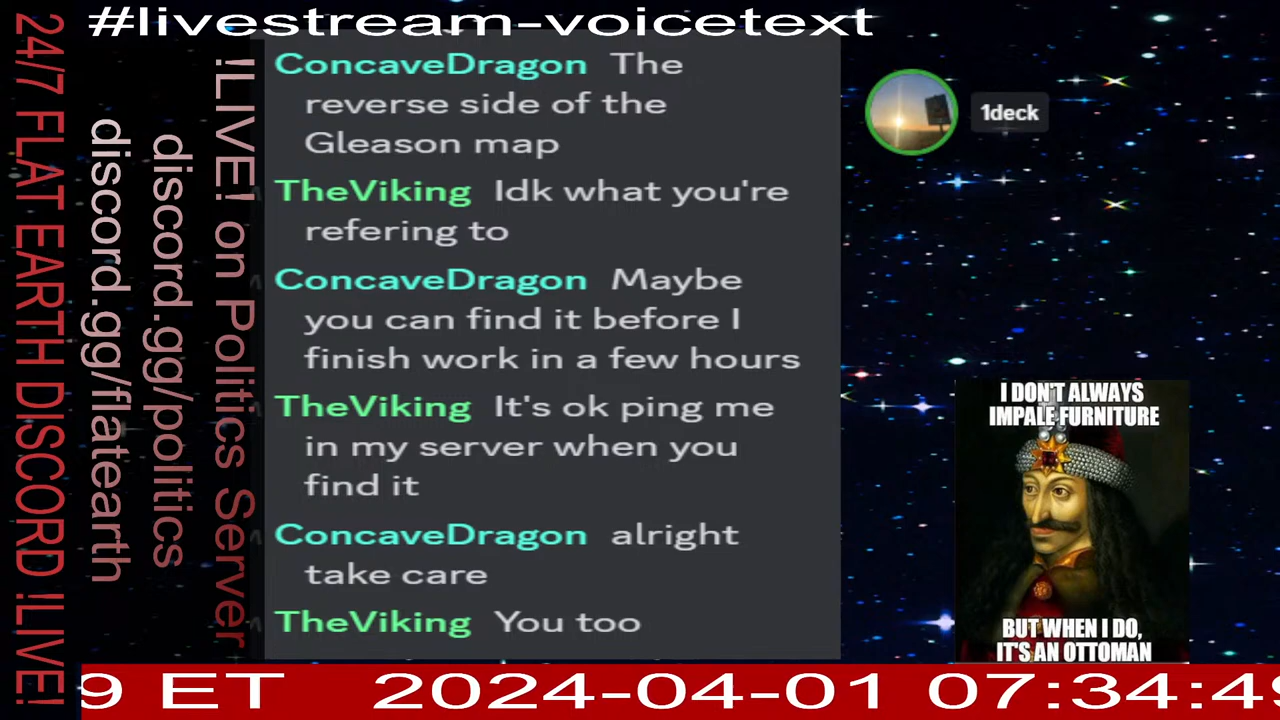 #livestream-voicetext
24/7 FLAT EARTH DISCORD !LIVE!
discord.gg/flatearth
discord.gg/politics
!LIVE! on Politics Server
ConcaveDragon The
reverse side of the
Gleason map
TheViking Idk what you're
refering to
ConcaveDragon Maybe
you can find it before I
finish work in a few hours
TheViking It's ok ping me
in my server when you
find it
ConcaveDragon alright
take care
TheViking You too
1deck
I DON'T ALWAYS
IMPALE FURNITURE
BUT WHEN I DO,
IT'S AN OTTOMAN
9 ET 2024-04-01 07:34:49